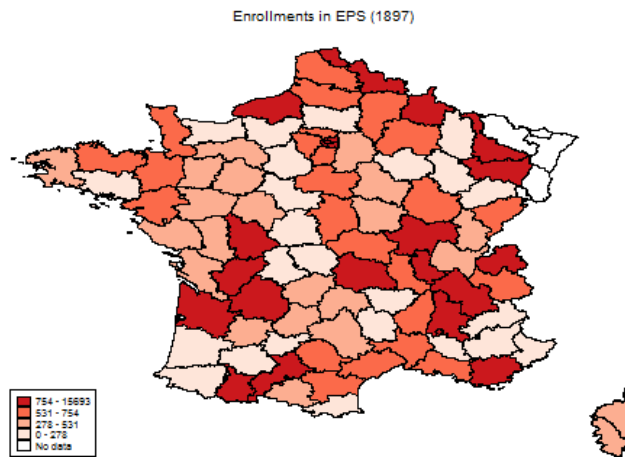 Enrollments in EPS (1897)
754 - 15693
531 - 754
278 - 531
0 - 278
No data